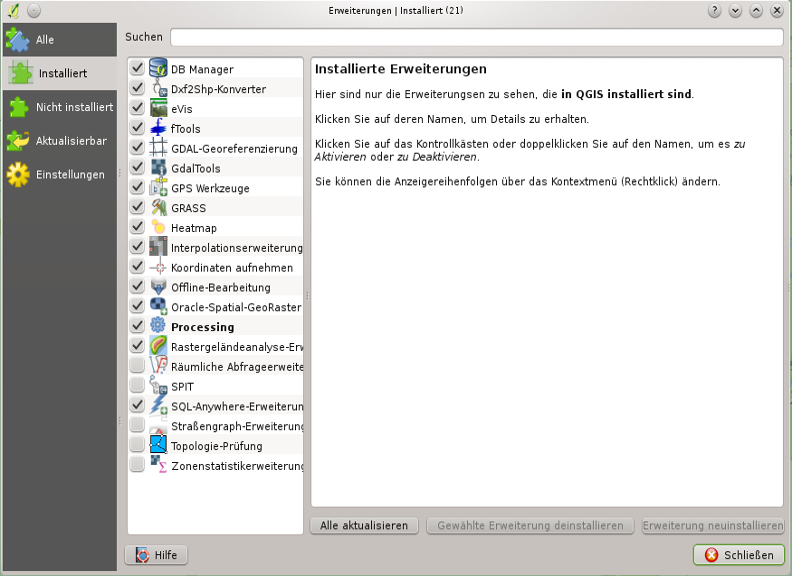 Erweiterungen | Installiert (21)
?
Alle
Installiert
Nicht installiert
Aktualisierbar
Einstellungen
Suchen
DB Manager
Dxf2Shp-Konverter
eVis
fTools
GDAL-Georeferenzierung
GdalTools
GPS Werkzeuge
GRASS
Heatmap
Interpolationserweiterung
Koordinaten aufnehmen
Offline-Bearbeitung
Oracle-Spatial-GeoRaster
Processing
Rastergeländeanalyse-Erw
Räumliche Abfrageerweite
SPIT
SQL-Anywhere-Erweiterun
Straßengraph-Erweiterung
Topologie-Prüfung
Zonenstatistikerweiterung
Installierte Erweiterungen
Hier sind nur die Erweiterungsen zu sehen, die in QGIS installiert sind.
Klicken Sie auf deren Namen, um Details zu erhalten.
Klicken Sie auf das Kontrollkästen oder doppelklicken Sie auf den Namen, um es zu
Aktivieren oder zu Deaktivieren.
Sie können die Anzeigereihenfolgen über das Kontextmenü (Rechtklick) ändern.
Alle aktualisieren
Gewählte Erweiterung deinstallieren
Erweiterung neuinstallieren
Hilfe
Schließen